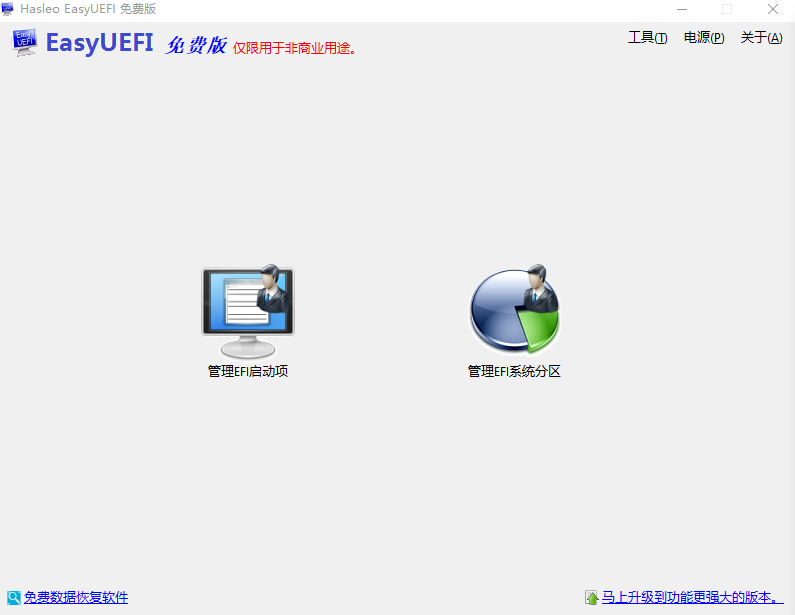 Hasleo EasyUEFI 免费版
EasyUEFI 免费版 仅限用于非商业用途。
工具(T) 电源(P) 关于(A)
管理EFI启动项
管理EFI系统分区
免费数据恢复软件
马上升级到功能更强大的版本。